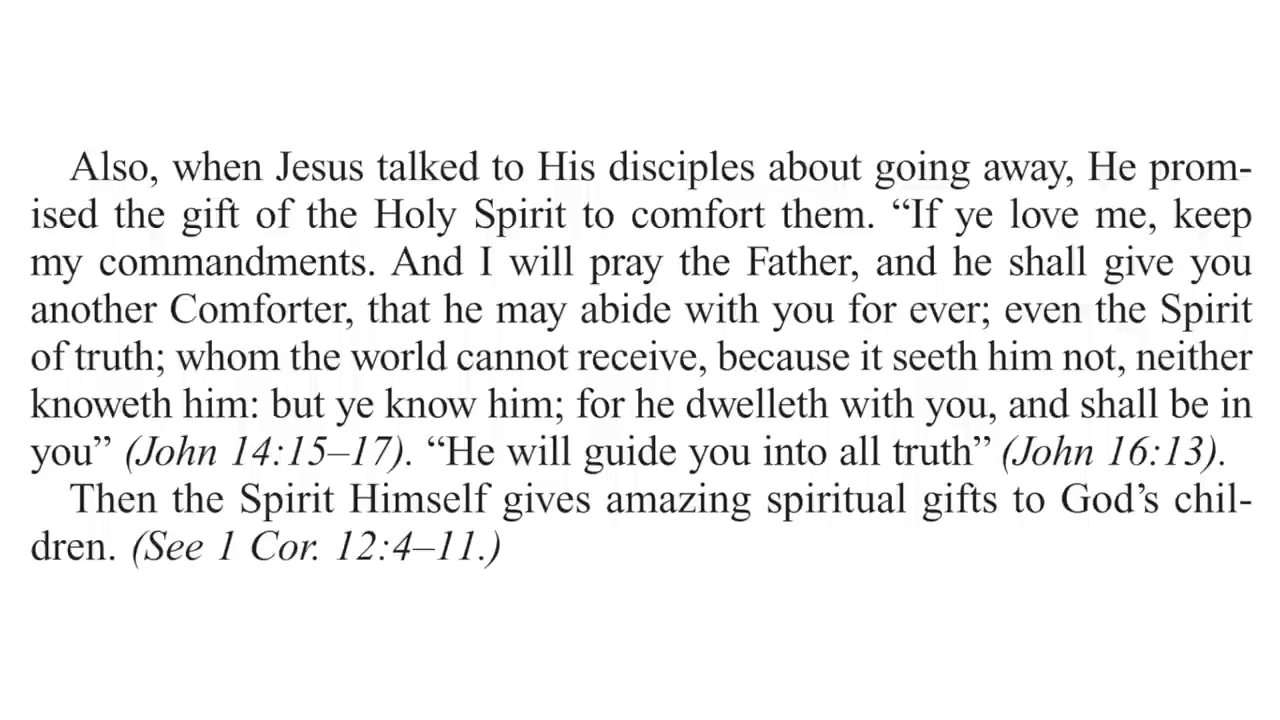 Also, when Jesus talked to His disciples about going away, He prom-
ised the gift of the Holy Spirit to comfort them. “If ye love me, keep
my commandments. And I will pray the Father, and he shall give you
another Comforter, that he may abide with you for ever; even the Spirit
of truth; whom the world cannot receive, because it seeth him not, neither
knoweth him: but ye know him; for he dwelleth with you, and shall be in
you” (John 14:15–17). “He will guide you into all truth” (John 16:13).
Then the Spirit Himself gives amazing spiritual gifts to God’s chil-
dren. (See 1 Cor. 12:4–11.)